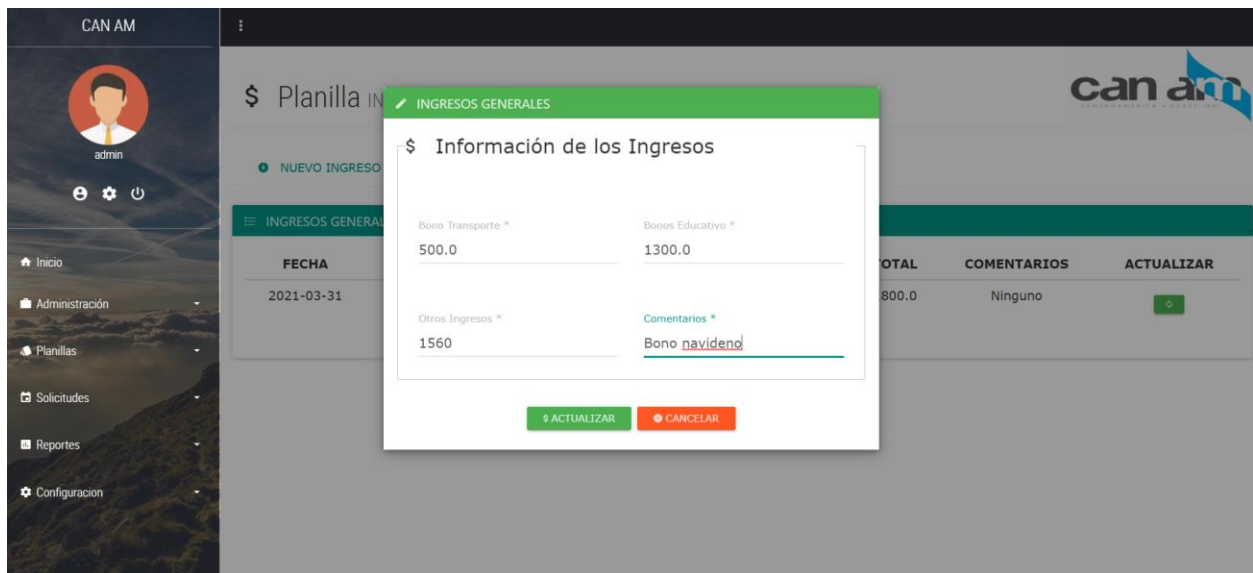 CAN AM
admin
Inicio
Administración
Planillas
Solicitudes
Reportes
Configuracion
$ Planilla IN
can am
NUEVO INGRESO
INGRESOS GENERAL
FECHA
OTAL
COMENTARIOS
ACTUALIZAR
2021-03-31
800.0
Ninguno
INGRESOS GENERALES
$ Información de los Ingresos
Bono Transporte *
Bonos Educativo *
500.0
1300.0
Otros Ingresos *
Comentarios *
1560
Bono navideno
$ ACTUALIZAR
CANCELAR